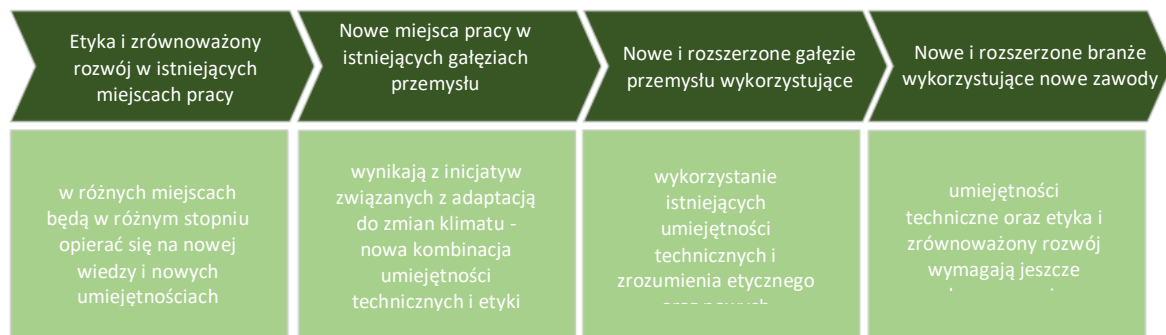 Etyka i zrównoważony
rozwój w istniejących
miejscach pracy
Nowe miejsca pracy w
istniejących gałęziach
przemysłu
Nowe i rozszerzone gałęzie
przemysłu wykorzystujące
Nowe i rozszerzone branże
wykorzystujące nowe zawody
w różnych miejscach
będą w różnym stopniu
opierać się na nowej
wiedzy i nowych
umiejętnościach
wynikają z inicjatyw
związanych z adaptacją
do zmian klimatu -
nowa kombinacja
umiejętności
technicznych i etyki
wykorzystanie
istniejących
umiejętności
technicznych i
zrozumienia etycznego
umiejętności
techniczne oraz etyka i
zrównoważony rozwój
wymagają jeszcze